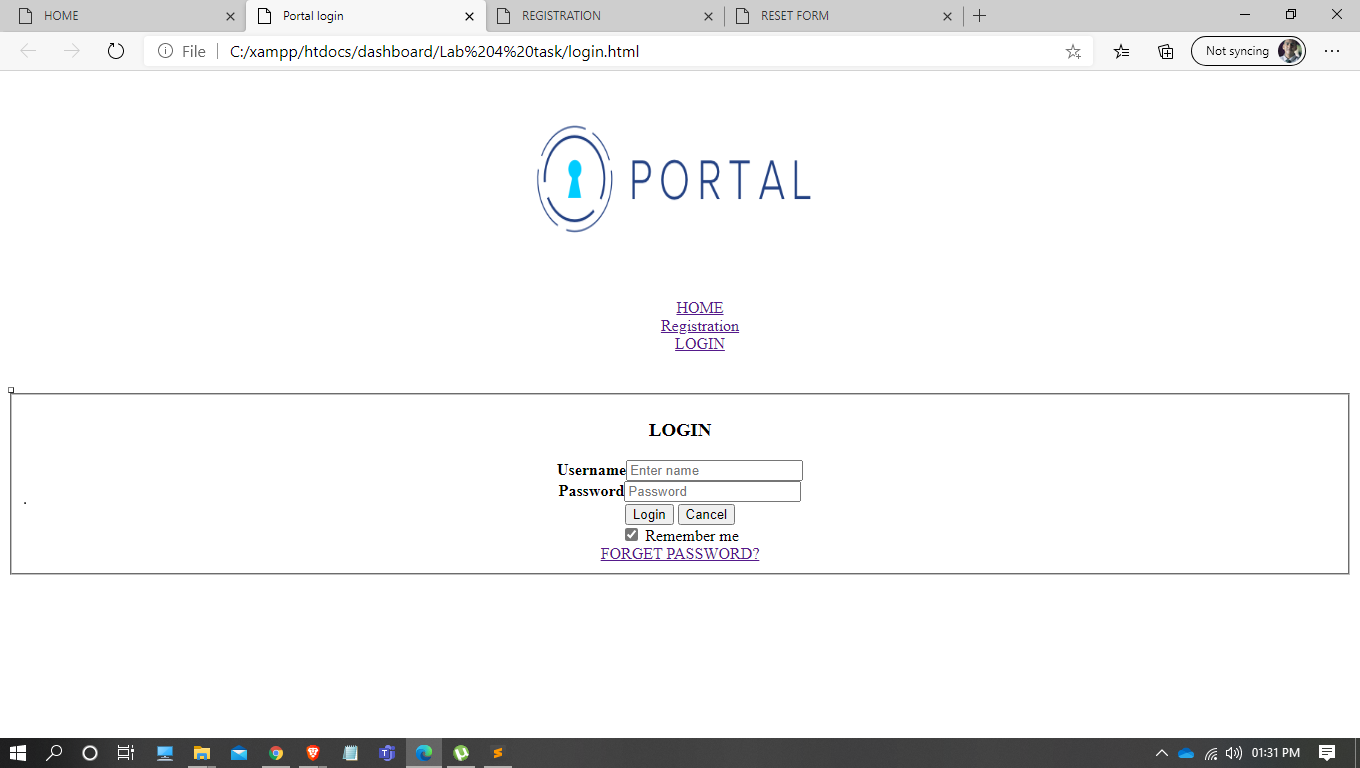 HOME
Portal login
REGISTRATION
RESET FORM
File
C:/xampp/htdocs/dashboard/Lab%204%20task/login.html
Not syncing
PORTAL
HOME
Registration
LOGIN
LOGIN
Username Enter name
Password Password
.
Login Cancel
Remember me
FORGET PASSWORD?
01:31 PM